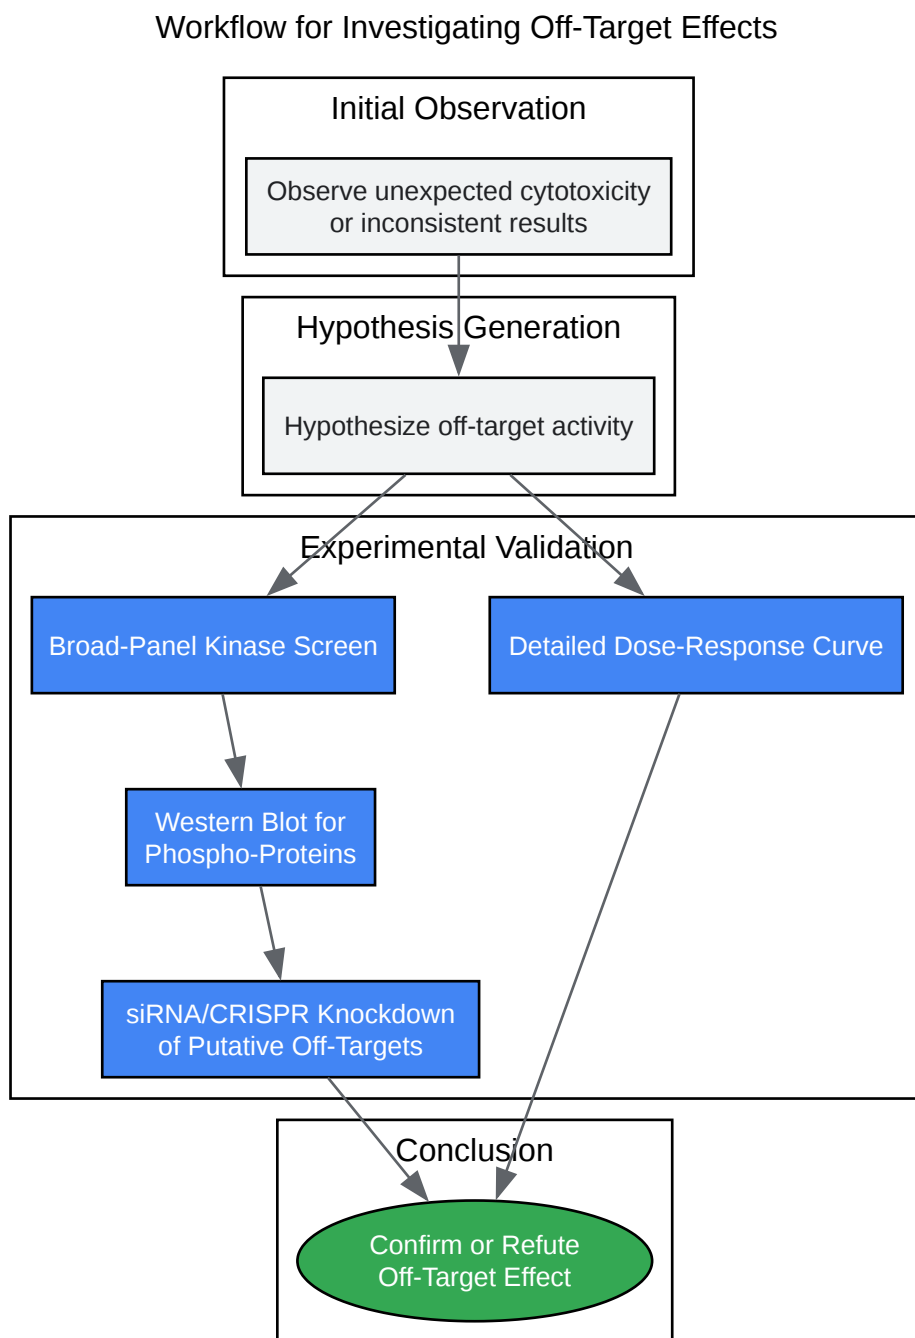 Workflow for Investigating Off-Target Effects
Initial Observation
Observe unexpected cytotoxicity
or inconsistent results
Hypothesis Generation
Hypothesize off-target activity
Experimental Validation
Broad-Panel Kinase Screen
Detailed Dose-Response Curve
Western Blot for
Phospho-Proteins
siRNA/CRISPR Knockdown
of Putative Off-Targets
Conclusion
Confirm or Refute
Off-Target Effect